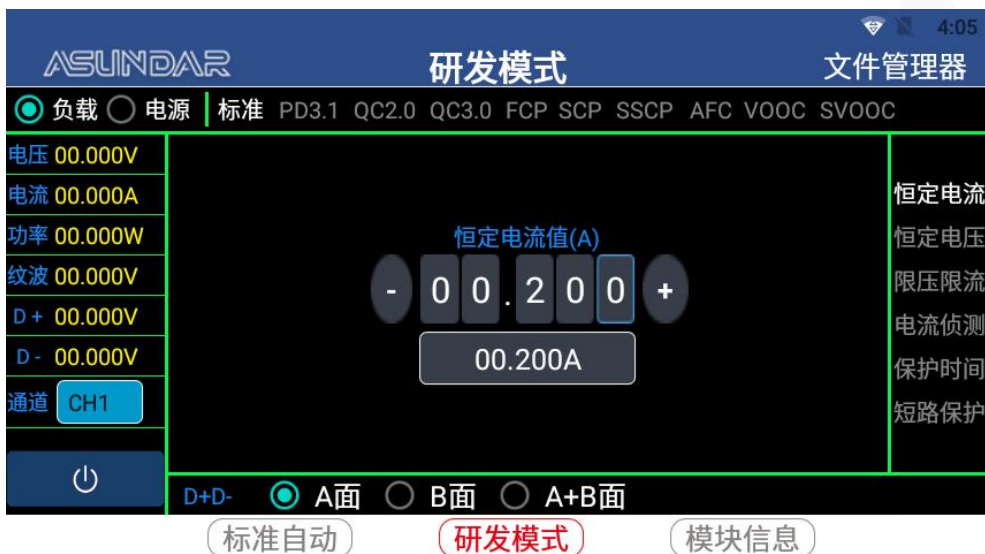 4:05
ASUNDAR 研发模式 文件管理器
负载 电源 标准 PD3.1 QC2.0 QC3.0 FCP SCP SSCP AFC VOOC SVOOC
电压 00.000V
电流 00.000A
功率 00.000W
纹波 00.000V
D+ 00.000V
D- 00.000V
通道 CH1
恒定电流值(A)
- 00.200 +
00.200A
恒定电流
恒定电压
限压限流
电流侦测
保护时间
短路保护
D+D- A面 B面 A+B面
标准自动 研发模式 模块信息